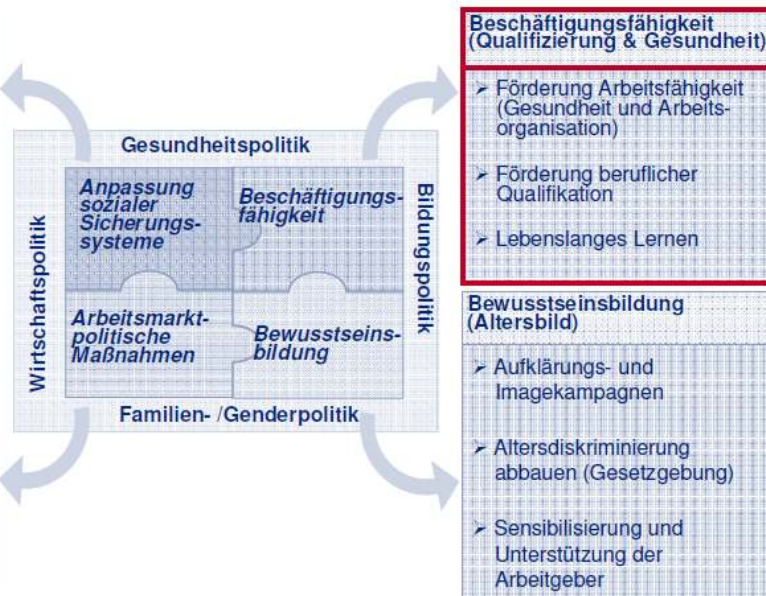 Gesundheitspolitik
Wirtschaftspolitik
Anpassung
sozialer
Sicherungs-
systeme
Beschäftigungs-
fähigkeit
Arbeitsmarkt-
politische
Maßnahmen
Bewusstseins-
bildung
Bildungspolitik
Familien- /Genderpolitik
Beschäftigungsfähigkeit
(Qualifizierung & Gesundheit)
➢ Förderung Arbeitsfähigkeit
(Gesundheit und Arbeits-
organisation)
➢ Förderung beruflicher
Qualifikation
➢ Lebenslanges Lernen
Bewusstseinsbildung
(Altersbild)
➢ Aufklärungs- und
Imagekampagnen
➢ Altersdiskriminierung
abbauen (Gesetzgebung)
➢ Sensibilisierung und
Unterstützung der
Arbeitgeber